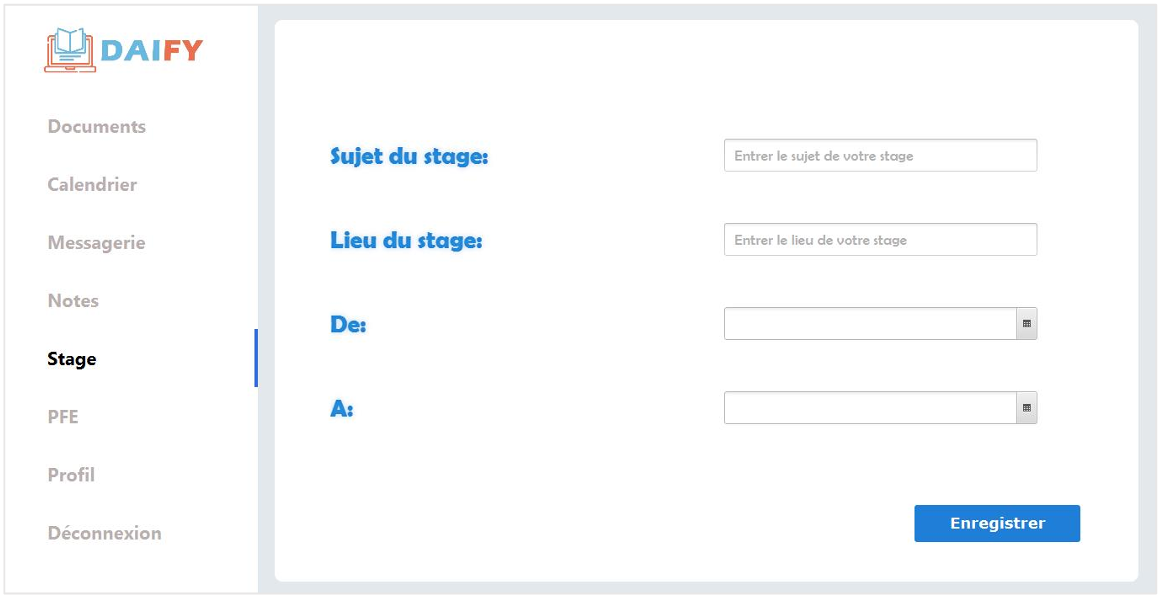 DAIFY
Documents
Calendrier
Messagerie
Notes
Stage
PFE
Profil
Déconnexion
Sujet du stage:
Entrer le sujet de votre stage
Lieu du stage:
Entrer le lieu de votre stage
De:
A:
Enregistrer